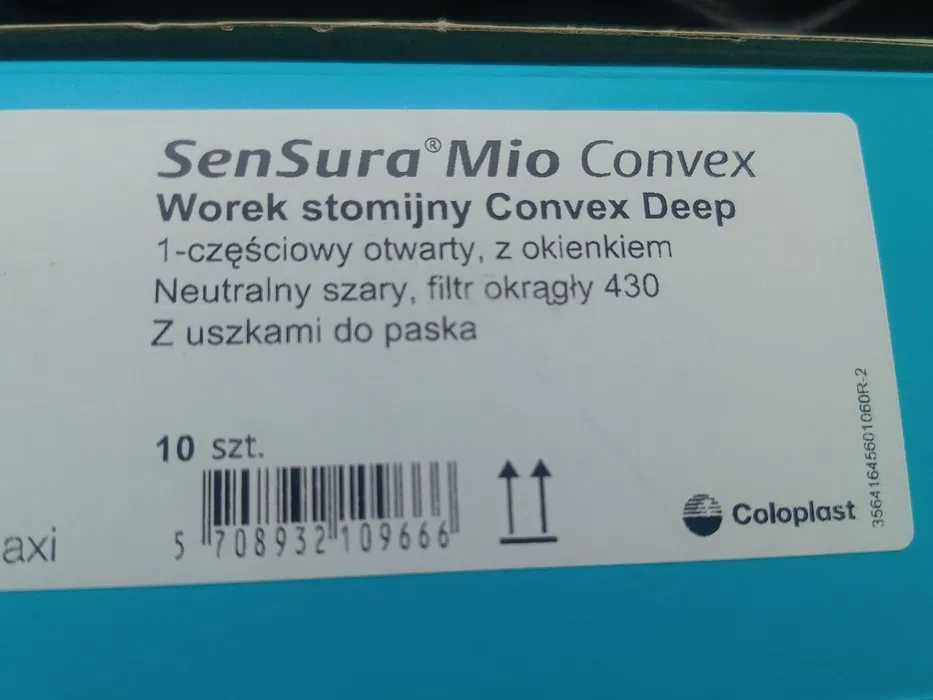 SenSura® Mio Convex
Worek stomijny Convex Deep
1-częściowy otwarty, z okienkiem
Neutralny szary, filtr okrągły 430
Z uszkami do paska
10 szt.
5 708932 109666
axi
Coloplast
35641645601060R-2